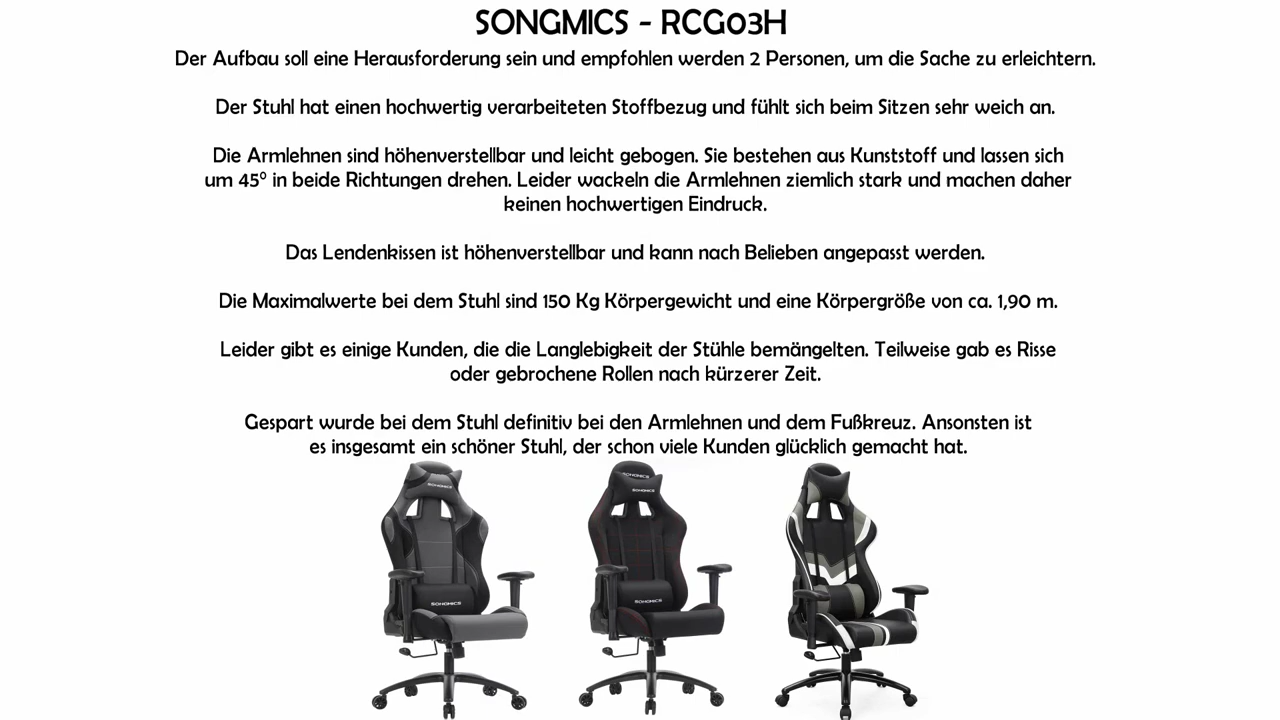 SONGMICS - RCG03H
Der Aufbau soll eine Herausforderung sein und empfohlen werden 2 Personen, um die Sache zu erleichtern.
Der Stuhl hat einen hochwertig verarbeiteten Stoffbezug und fühlt sich beim Sitzen sehr weich an.
Die Armlehnen sind höhenverstellbar und leicht gebogen. Sie bestehen aus Kunststoff und lassen sich
um 45° in beide Richtungen drehen. Leider wackeln die Armlehnen ziemlich stark und machen daher
keinen hochwertigen Eindruck.
Das Lendenkissen ist höhenverstellbar und kann nach Belieben angepasst werden.
Die Maximalwerte bei dem Stuhl sind 150 Kg Körpergewicht und eine Körpergröße von ca. 1,90 m.
Leider gibt es einige Kunden, die die Langlebigkeit der Stühle bemängelten. Teilweise gab es Risse
oder gebrochene Rollen nach kürzerer Zeit.
Gespart wurde bei dem Stuhl definitiv bei den Armlehnen und dem Fußkreuz. Ansonsten ist
es insgesamt ein schöner Stuhl, der schon viele Kunden glücklich gemacht hat.
SONGMICS
SONGMICS
SONGMICS
SONGMICS
SONGMICS